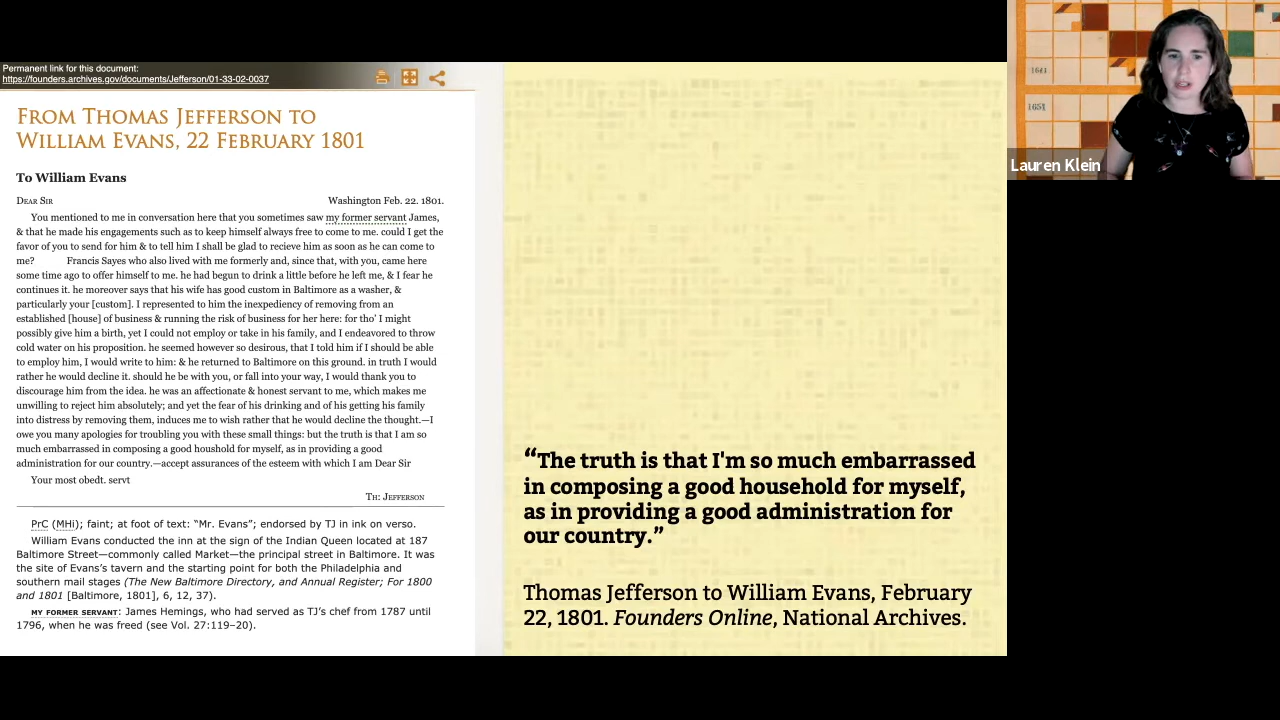 Permanent link for this document:
https://founders.archives.gov/documents/Jefferson/01-33-02-0037
FROM THOMAS JEFFERSON TO
WILLIAM EVANS, 22 FEBRUARY 1801
To William Evans
DEAR SIR Washington Feb. 22. 1801.
You mentioned to me in conversation here that you sometimes saw my former servant James,
& that he made his engagements such as to keep himself always free to come to me. could I get the
favor of you to send for him & to tell him I shall be glad to recieve him as soon as he can come to
me? Francis Sayes who also lived with me formerly and, since that, with you, came here
some time ago to offer himself to me. he had begun to drink a little before he left me, & I fear he
continues it. he moreover says that his wife has good custom in Baltimore as a washer, &
particularly your [custom]. I represented to him the inexpediency of removing from an
established [house] of business & running the risk of business for her here: for tho' I might
possibly give him a birth, yet I could not employ or take in his family, and I endeavored to throw
cold water on his proposition. he seemed however so desirous, that I told him if I should be able
to employ him, I would write to him: & he returned to Baltimore on this ground. in truth I would
rather he would decline it. should he be with you, or fall into your way, I would thank you to
discourage him from the idea. he was an affectionate & honest servant to me, which makes me
unwilling to reject him absolutely; and yet the fear of his drinking and of his getting his family
into distress by removing them, induces me to wish rather that he would decline the thought.—I
owe you many apologies for troubling you with these small things: but the truth is that I am so
much embarrassed in composing a good houshold for myself, as in providing a good
administration for our country.—accept assurances of the esteem with which I am Dear Sir
Your most obedt. servt
TH: JEFFERSON
PrC (MHi); faint; at foot of text: “Mr. Evans”; endorsed by TJ in ink on verso.
William Evans conducted the inn at the sign of the Indian Queen located at 187
Baltimore Street—commonly called Market—the principal street in Baltimore. It was
the site of Evans's tavern and the starting point for both the Philadelphia and
southern mail stages (The New Baltimore Directory, and Annual Register; For 1800
and 1801 [Baltimore, 1801], 6, 12, 37).
MY FORMER SERVANT: James Hemings, who had served as TJ's chef from 1787 until
1796, when he was freed (see Vol. 27:119–20).
“The truth is that I'm so much embarrassed
in composing a good household for myself,
as in providing a good administration for
our country.”
Thomas Jefferson to William Evans, February
22, 1801. Founders Online, National Archives.
1641
1651
Lauren Klein